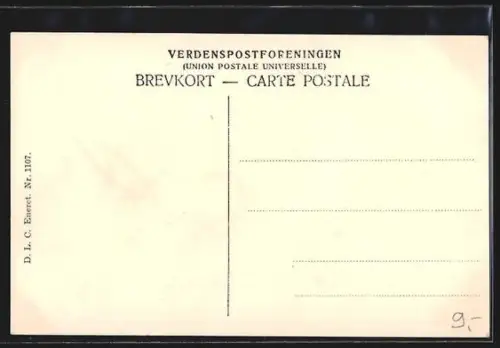 VERDENSPOSTFORENINGEN
(UNION POSTALE UNIVERSELLE)
BREVKORT — CARTE POSTALE
D. L. C. Eneret. Nr. 1107.
9,-